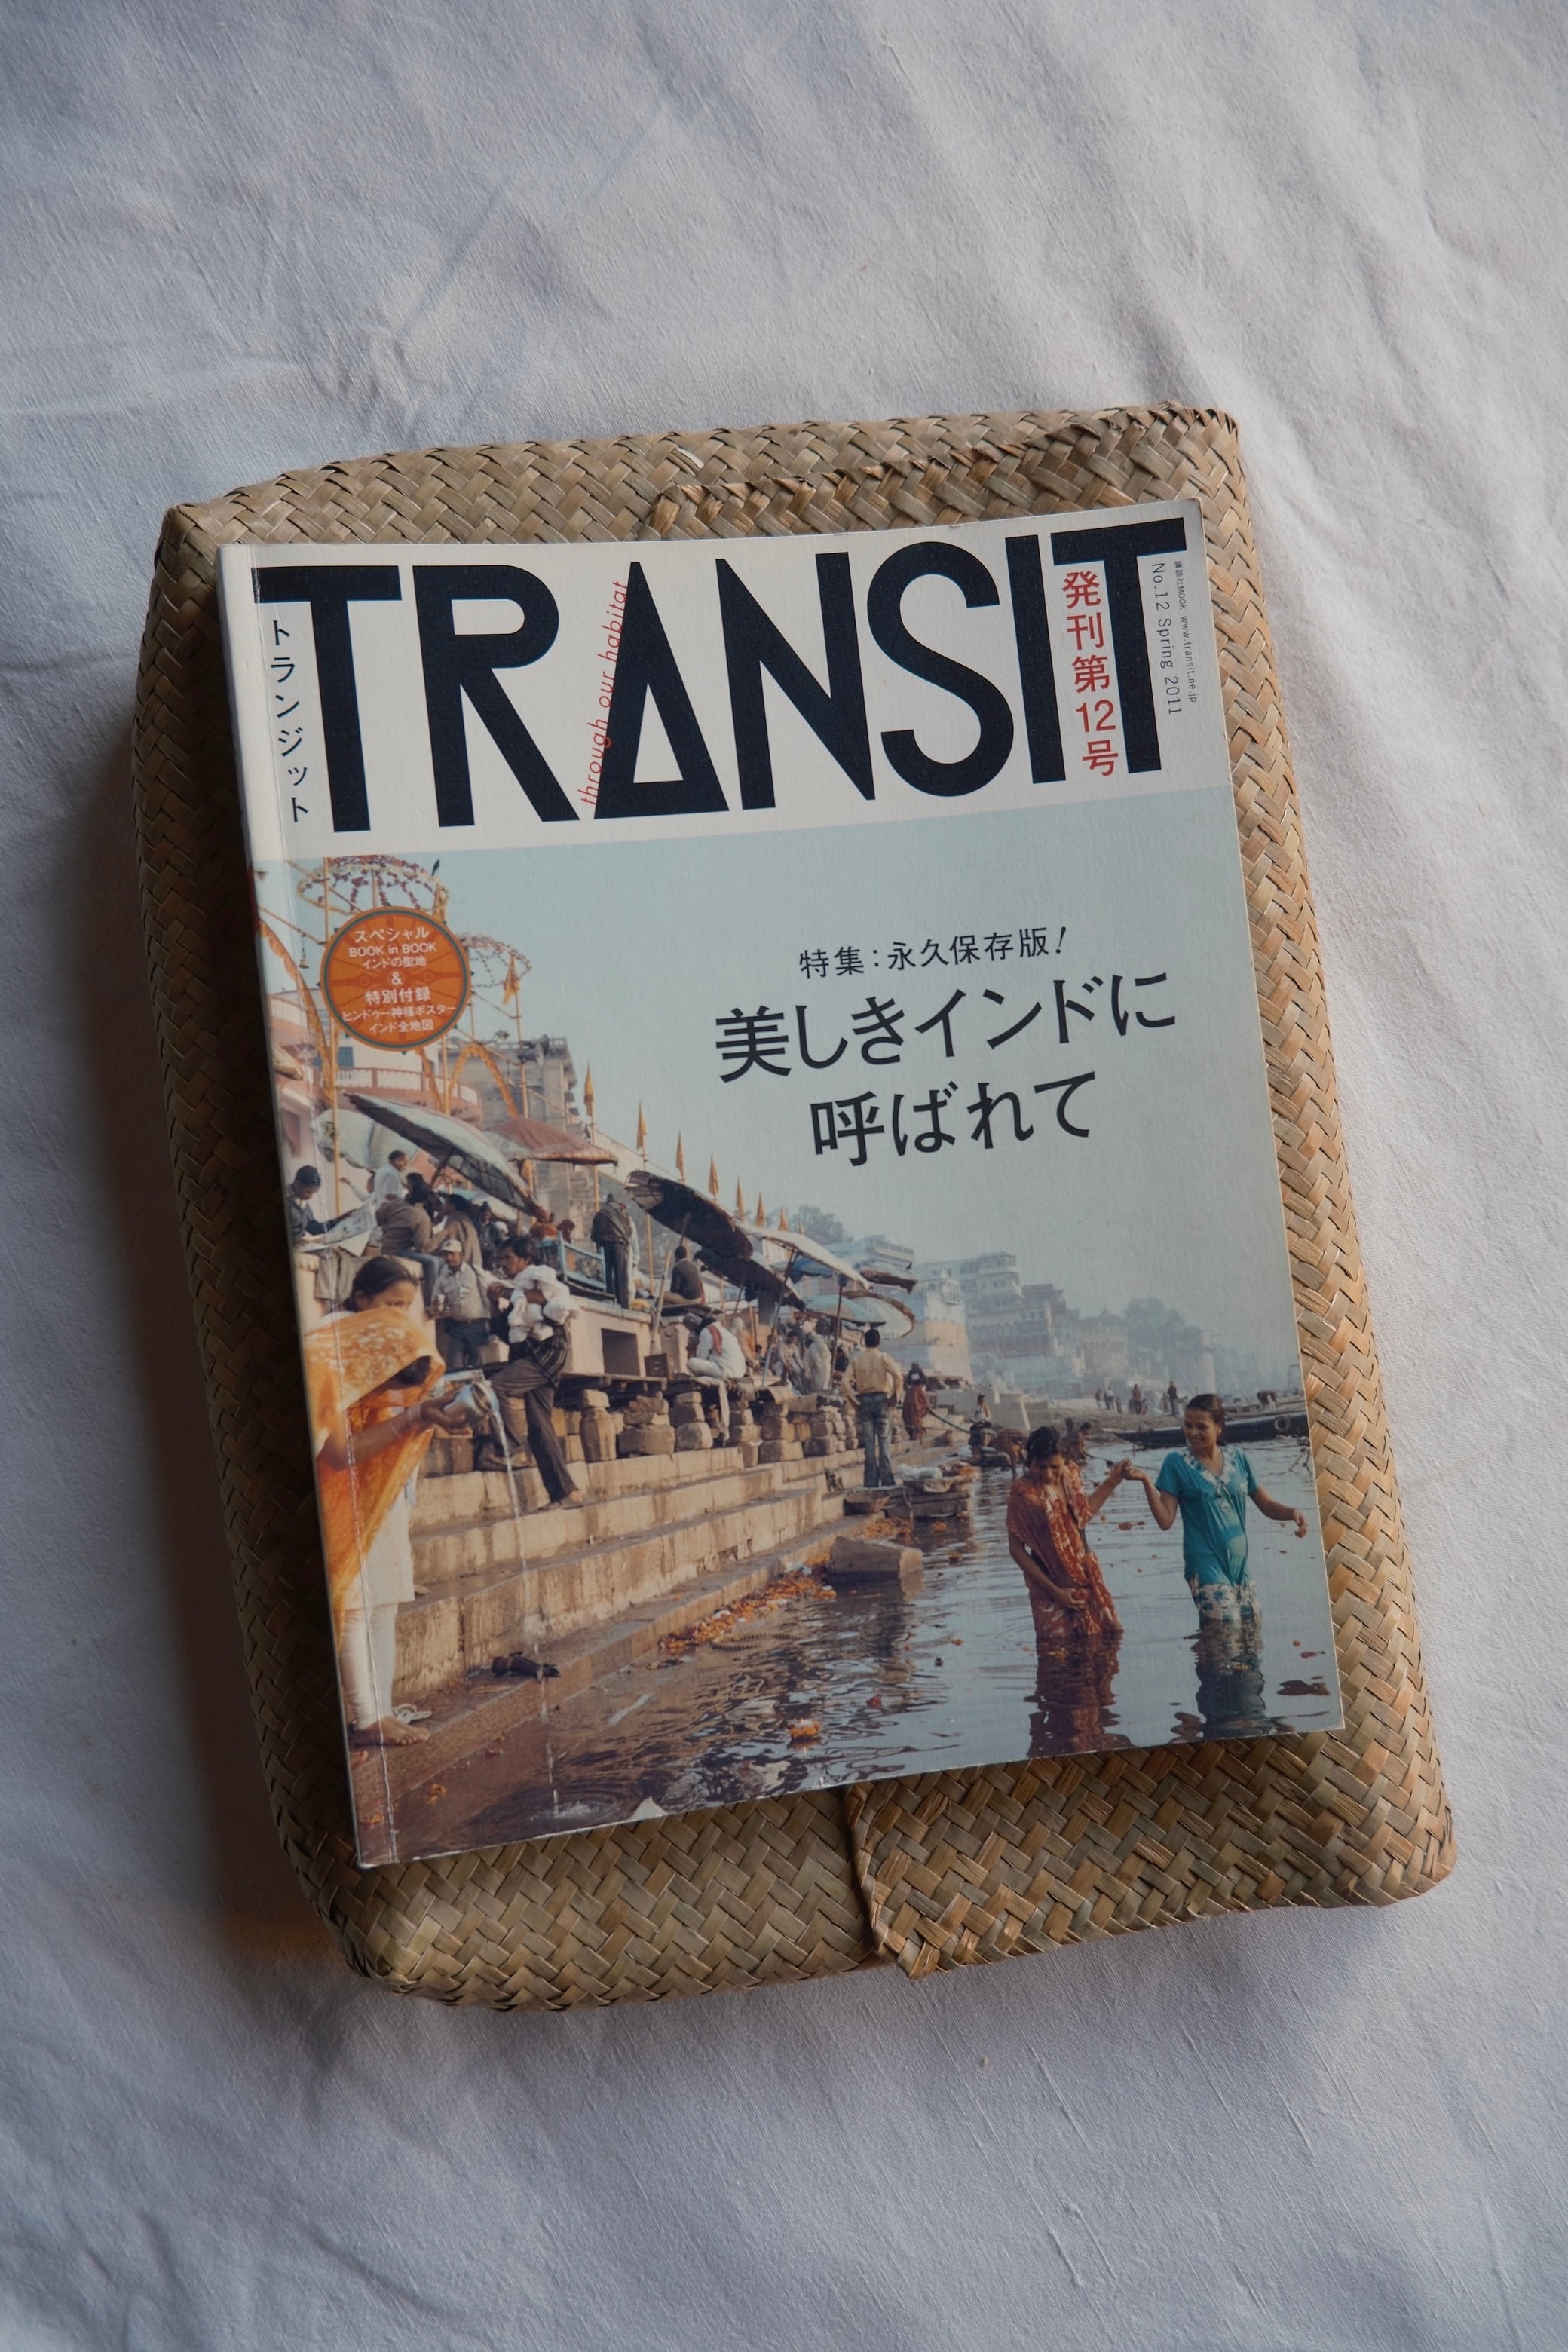 TRANSIT
トランジット
through our habitat
発刊第12号
講談社MOOK www.transit.ne.jp
No.12 Spring 2011
スペシャル
BOOK in BOOK
インドの聖地
&
特別付録
ヒンドゥー神様ポスター
インド全地図
特集:永久保存版!
美しきインドに
呼ばれて